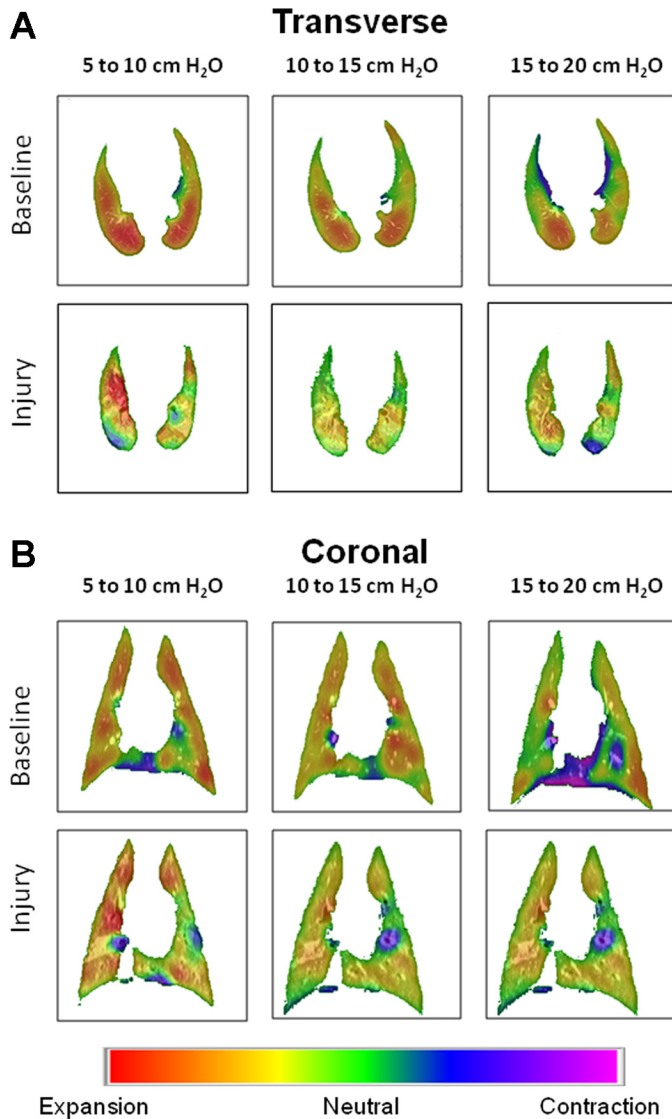 A Transverse
5 to 10 cm H₂O 10 to 15 cm H₂O 15 to 20 cm H₂O
Baseline
Injury
B Coronal
5 to 10 cm H₂O 10 to 15 cm H₂O 15 to 20 cm H₂O
Baseline
Injury
Expansion Neutral Contraction